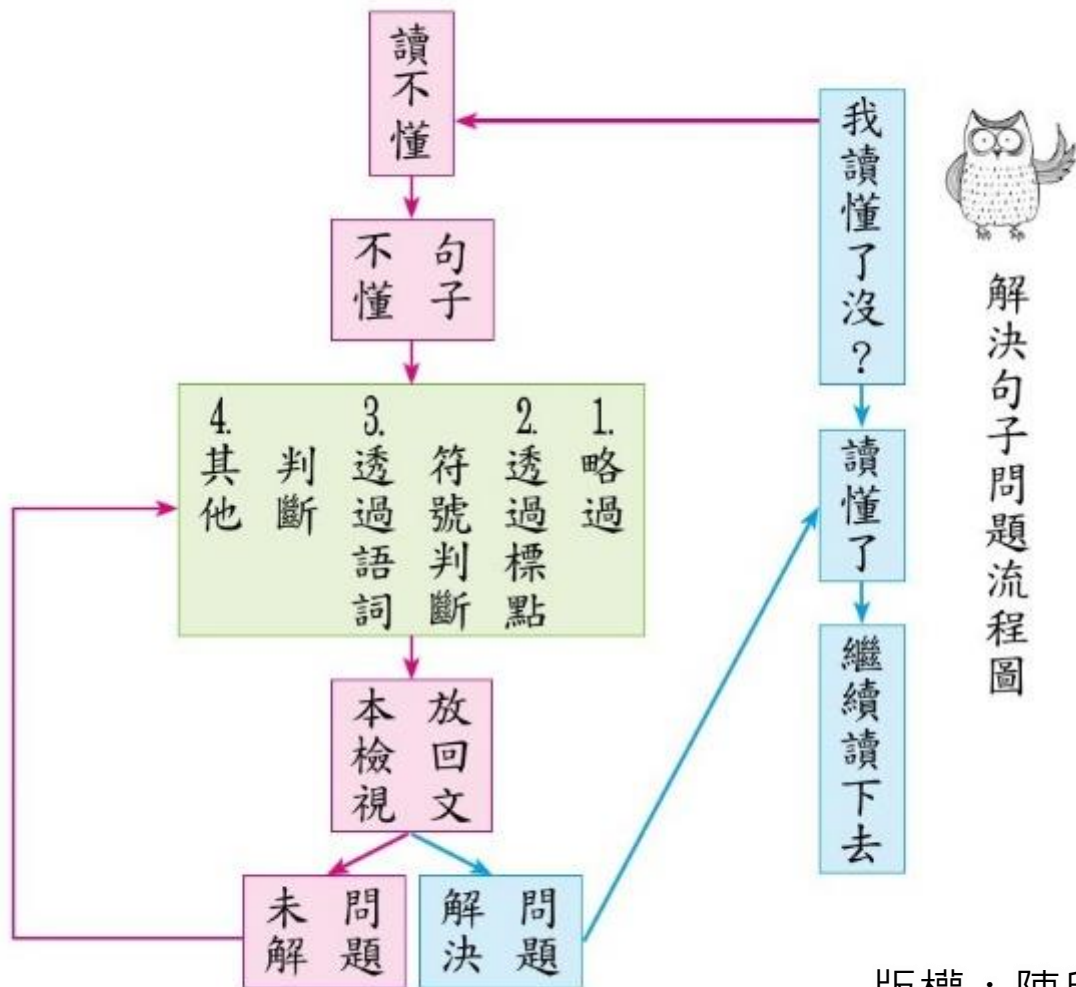 解決句子問題流程圖
我讀懂了沒？
讀懂了
繼續讀下去
讀不懂
句子
不懂
1.略過
2.透過標點
符號判斷
3.透過語詞
判斷
4.其他
放回文
本檢視
問題
解決
問題
未解
版權：陳